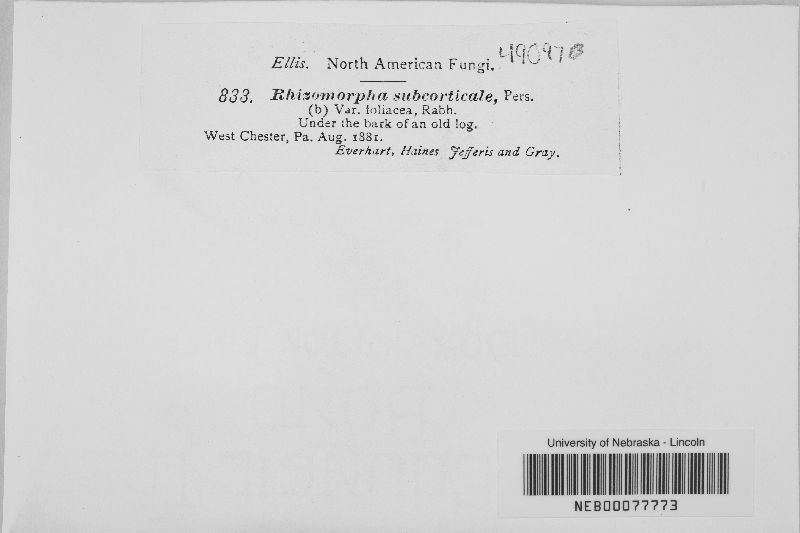 Ellis. North American Fungi. 49097B
833. Rhizomorpha subcorticale, Pers.
(b) Var. foliacea, Rabh.
Under the bark of an old log.
West Chester, Pa. Aug. 1881.
Everhart, Haines Jefferis and Gray.
University of Nebraska - Lincoln
NEB00077773